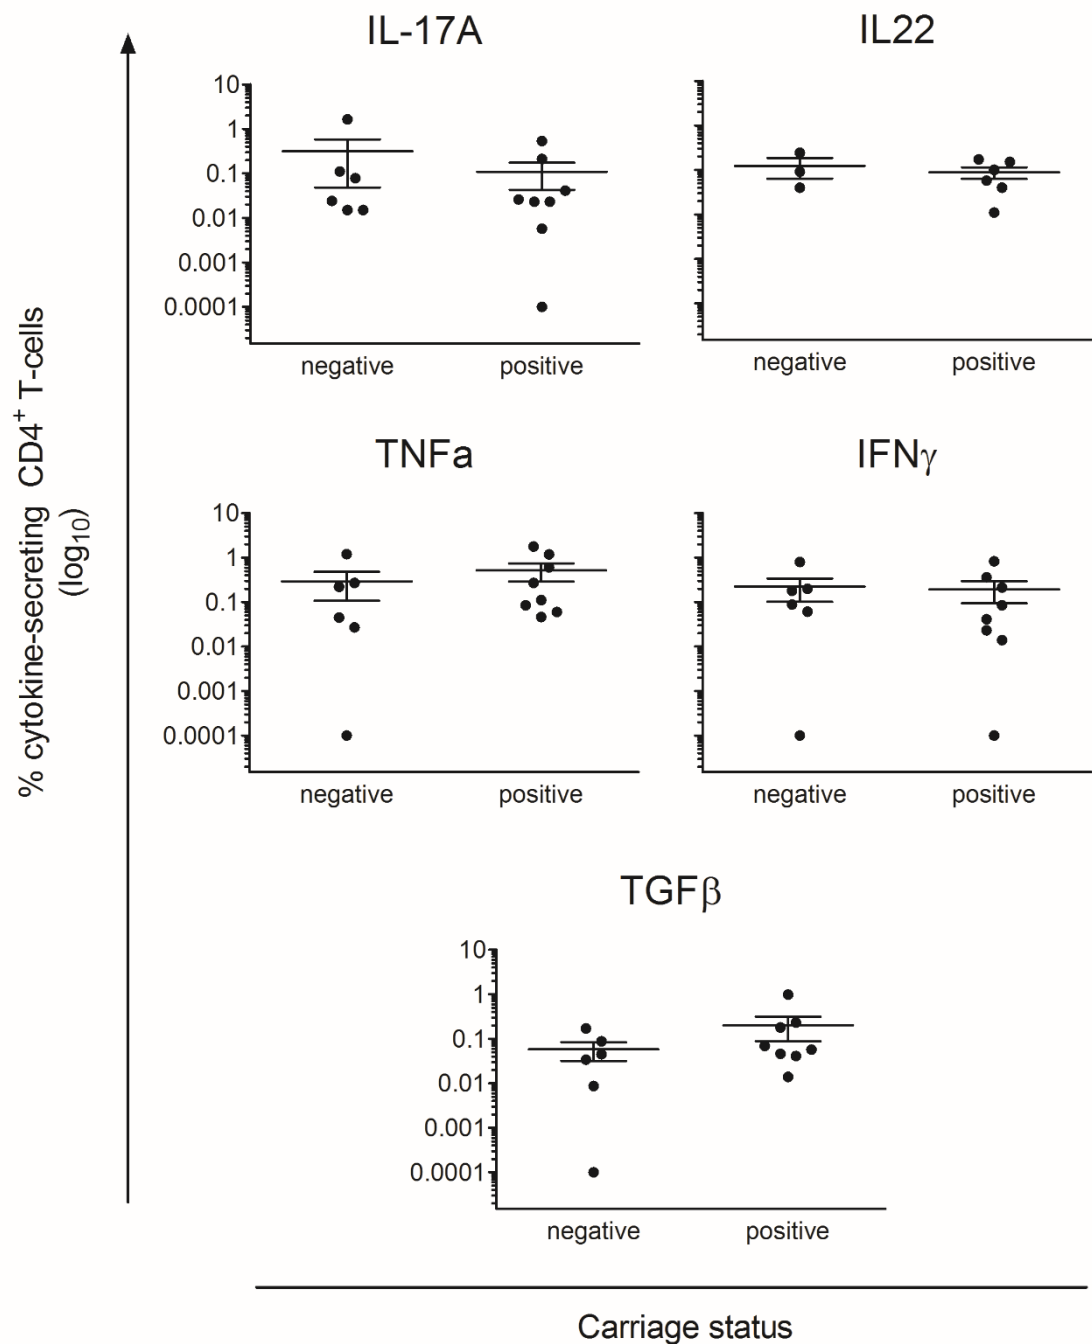 IL-17A
IL22
10
1
0.1
0.01
0.001
0.0001
negative positive
negative positive
% cytokine-secreting CD4⁺ T-cells
(log₁₀)
TNFa
IFNγ
10
1
0.1
0.01
0.001
0.0001
negative positive
negative positive
TGFβ
10
1
0.1
0.01
0.001
0.0001
negative positive
Carriage status